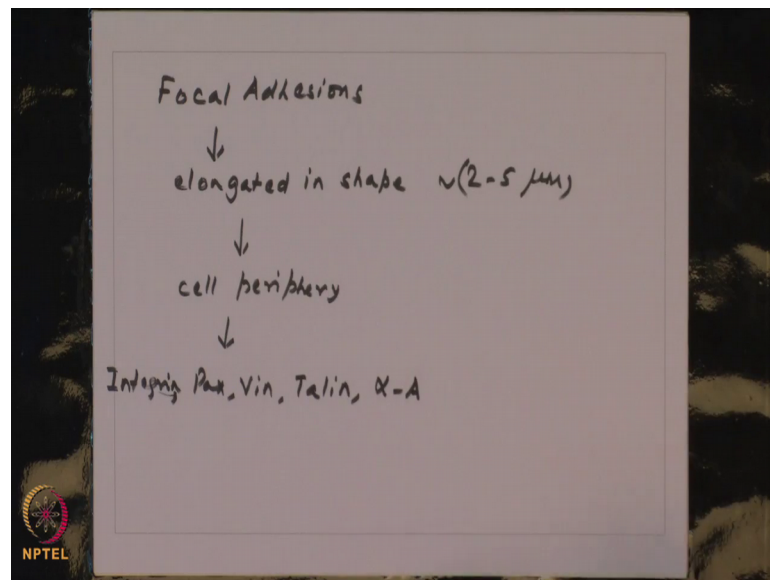 Focal Adhesions
↓
elongated in shape ~(2-5 μm)
↓
cell periphery
↓
Integrin, Pax, Vin, Talin, α-A
NPTEL